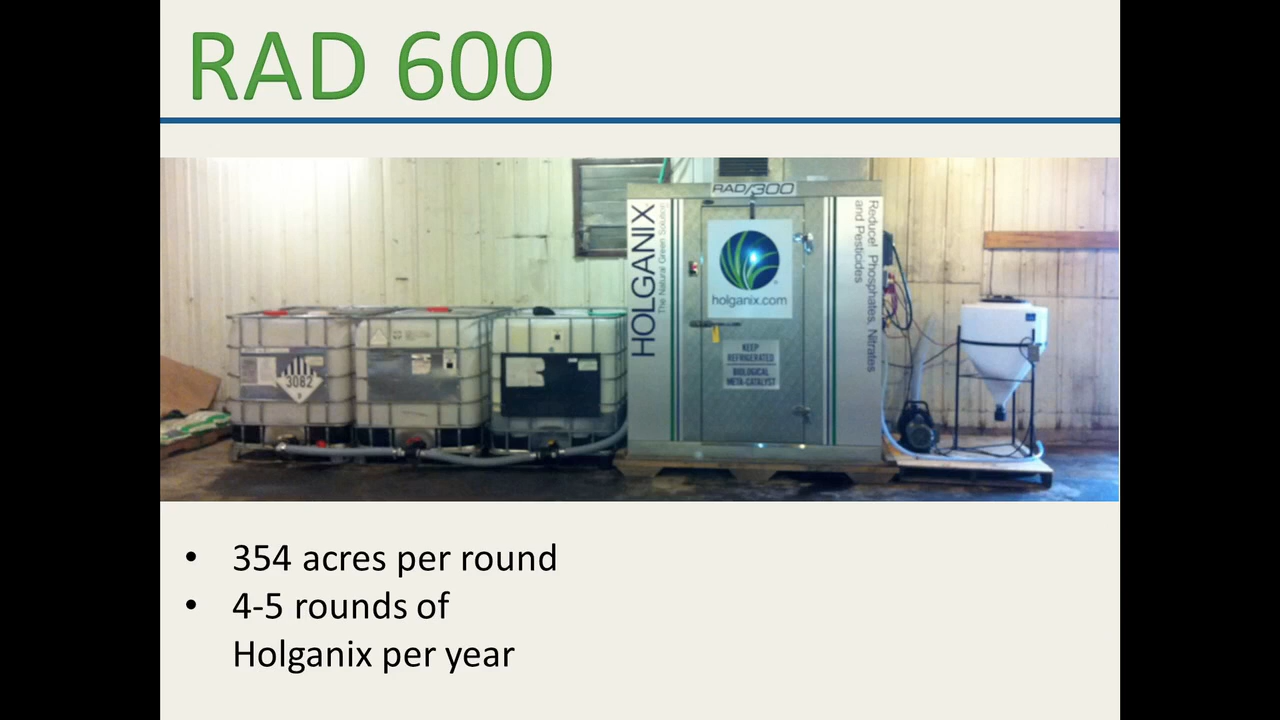 RAD 600
RAD/300
HOLGANIX
The Natural Green Solution
Reduce! Phosphates, Nitrates
and Pesticides
holganix.com
KEEP
REFRIGERATED
BIOLOGICAL
META-CATALYST
3082
• 354 acres per round
• 4-5 rounds of
Holganix per year